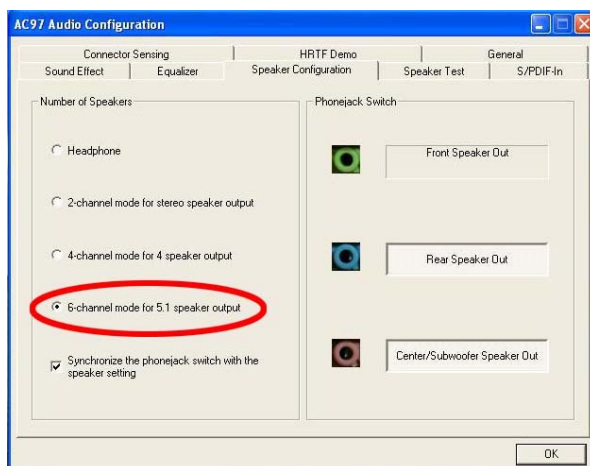 AC97 Audio Configuration
Connector Sensing
HRTF Demo
General
Sound Effect
Equalizer
Speaker Configuration
Speaker Test
S/PDIF-In
Number of Speakers
Headphone
2-channel mode for stereo speaker output
4-channel mode for 4 speaker output
6-channel mode for 5.1 speaker output
Synchronize the phonejack switch with the
speaker setting
Phonejack Switch
Front Speaker Out
Rear Speaker Out
Center/Subwoofer Speaker Out
OK